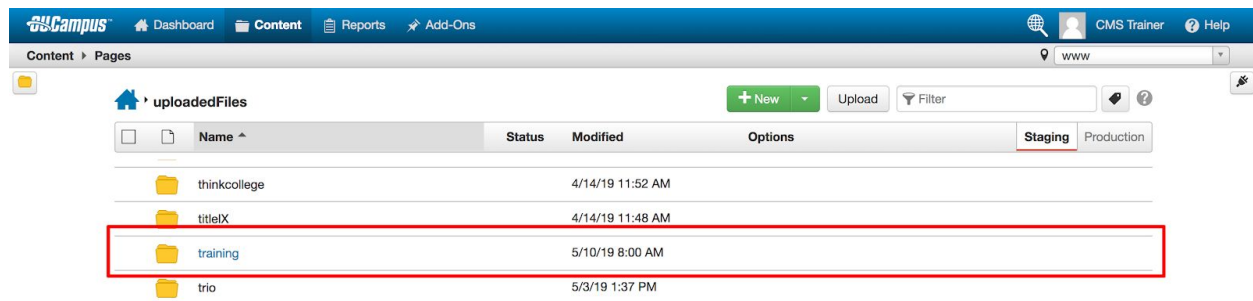 OU Campus™ Dashboard Content Reports Add-Ons CMS Trainer Help
Content Pages www
uploadedFiles + New Upload Filter
Name Status Modified Options Staging Production
thinkcollege 4/14/19 11:52 AM
titleIX 4/14/19 11:48 AM
training 5/10/19 8:00 AM
trio 5/3/19 1:37 PM